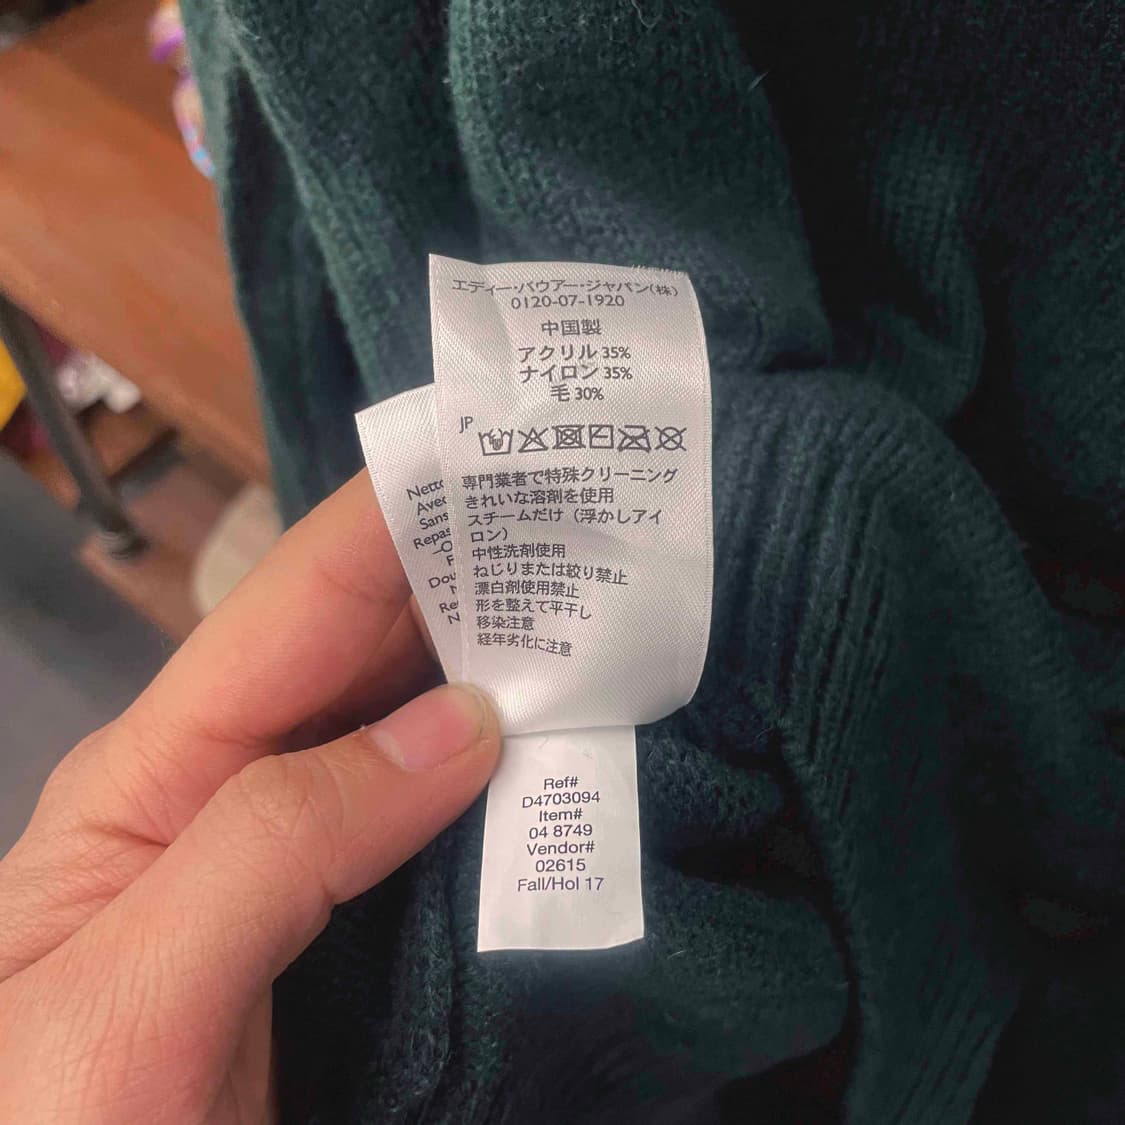 エディー・バウアー・ジャパン(株)
0120-07-1920
中国製
アクリル 35%
ナイロン 35%
毛 30%
JP
専門業者で特殊クリーニング
きれいな溶剤を使用
スチームだけ（浮かしアイ
ロン）
中性洗剤使用
ねじりまたは絞り禁止
漂白剤使用禁止
形を整えて平干し
移染注意
経年劣化に注意
Sans
Ref#
D4703094
Item#
04 8749
Vendor#
02615
Fall/Hol 17